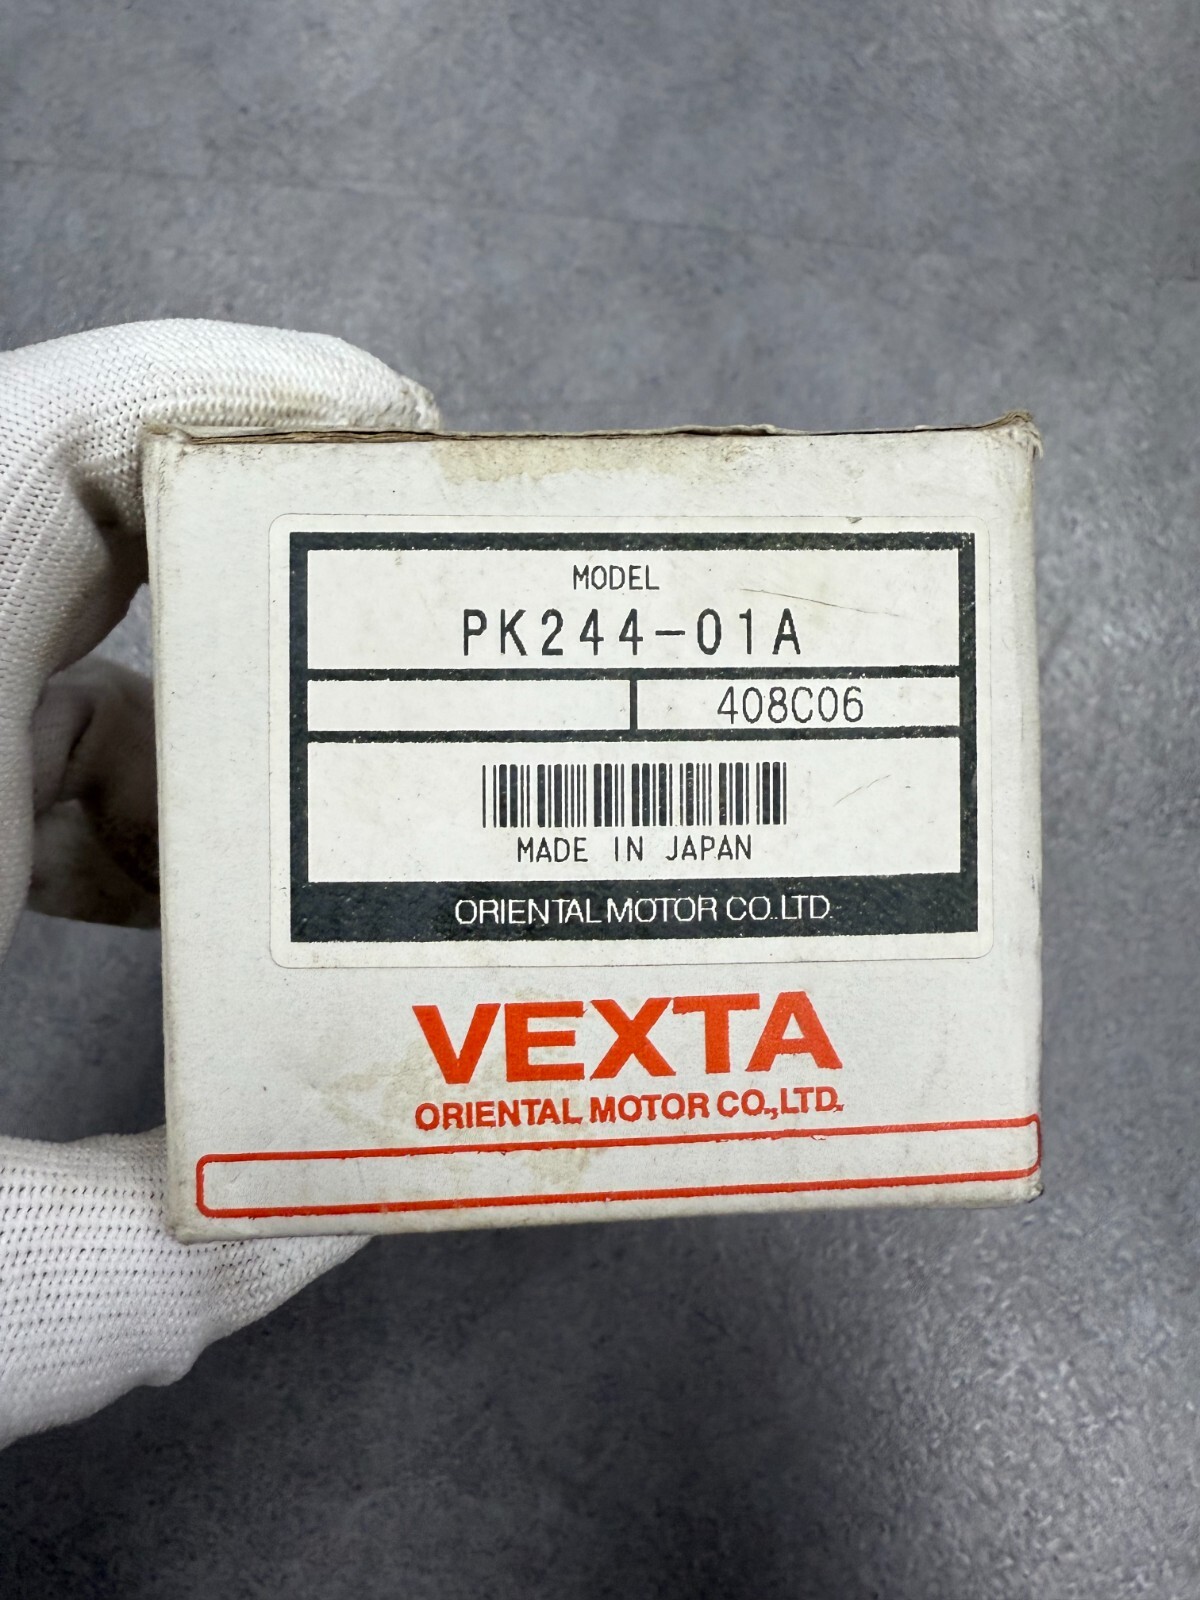 MODEL
PK244-01A
408C06
MADE IN JAPAN
ORIENTAL MOTOR CO.LTD.
VEXTA
ORIENTAL MOTOR CO.,LTD.